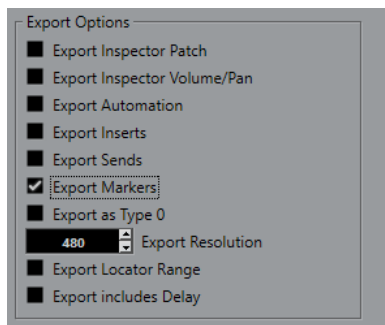 Export Options
Export Inspector Patch
Export Inspector Volume/Pan
Export Automation
Export Inserts
Export Sends
Export Markers
Export as Type 0
480 Export Resolution
Export Locator Range
Export includes Delay